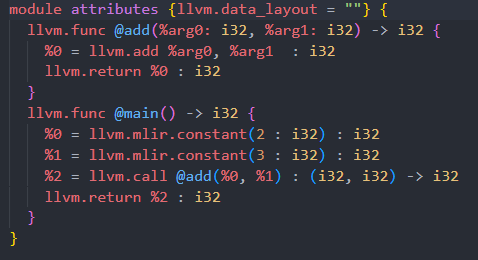 module attributes {llvm.data_layout = ""} {
  llvm.func @add(%arg0: i32, %arg1: i32) -> i32 {
    %0 = llvm.add %arg0, %arg1  : i32
    llvm.return %0 : i32
  }
  llvm.func @main() -> i32 {
    %0 = llvm.mlir.constant(2 : i32) : i32
    %1 = llvm.mlir.constant(3 : i32) : i32
    %2 = llvm.call @add(%0, %1) : (i32, i32) -> i32
    llvm.return %2 : i32
  }
}